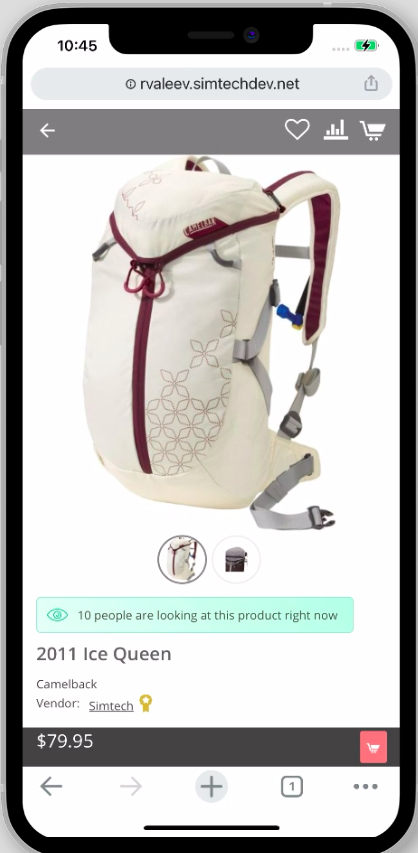 10:45
rvaleev.simtechdev.net
CAMELBAK
10 people are looking at this product right now
2011 Ice Queen
Camelback
Vendor: Simtech
$79.95
1